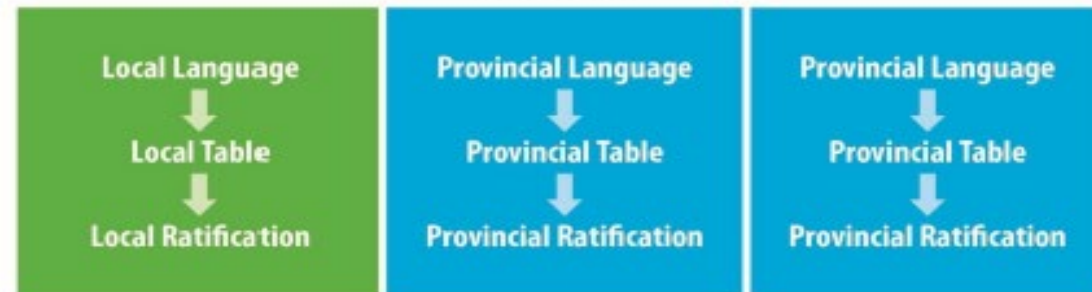 Local Language
Local Table
Local Ratification
Provincial Language
Provincial Table
Provincial Ratification
Provincial Language
Provincial Table
Provincial Ratification